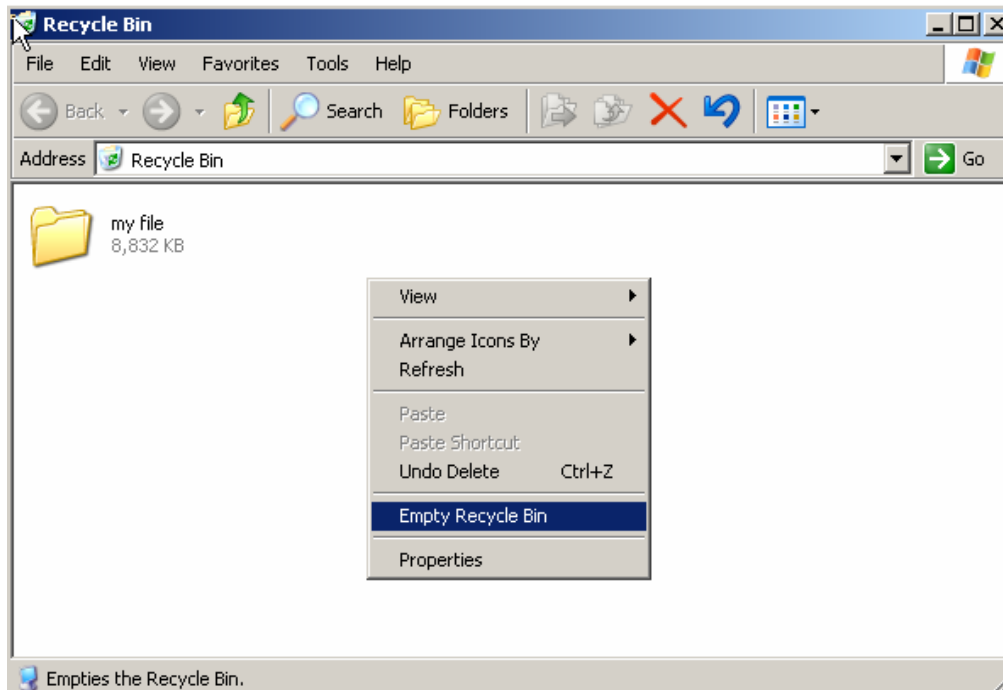 Recycle Bin
File Edit View Favorites Tools Help
Back Search Folders
Address Recycle Bin Go
my file
8,832 KB
View
Arrange Icons By
Refresh
Paste
Paste Shortcut
Undo Delete Ctrl+Z
Empty Recycle Bin
Properties
Empties the Recycle Bin.